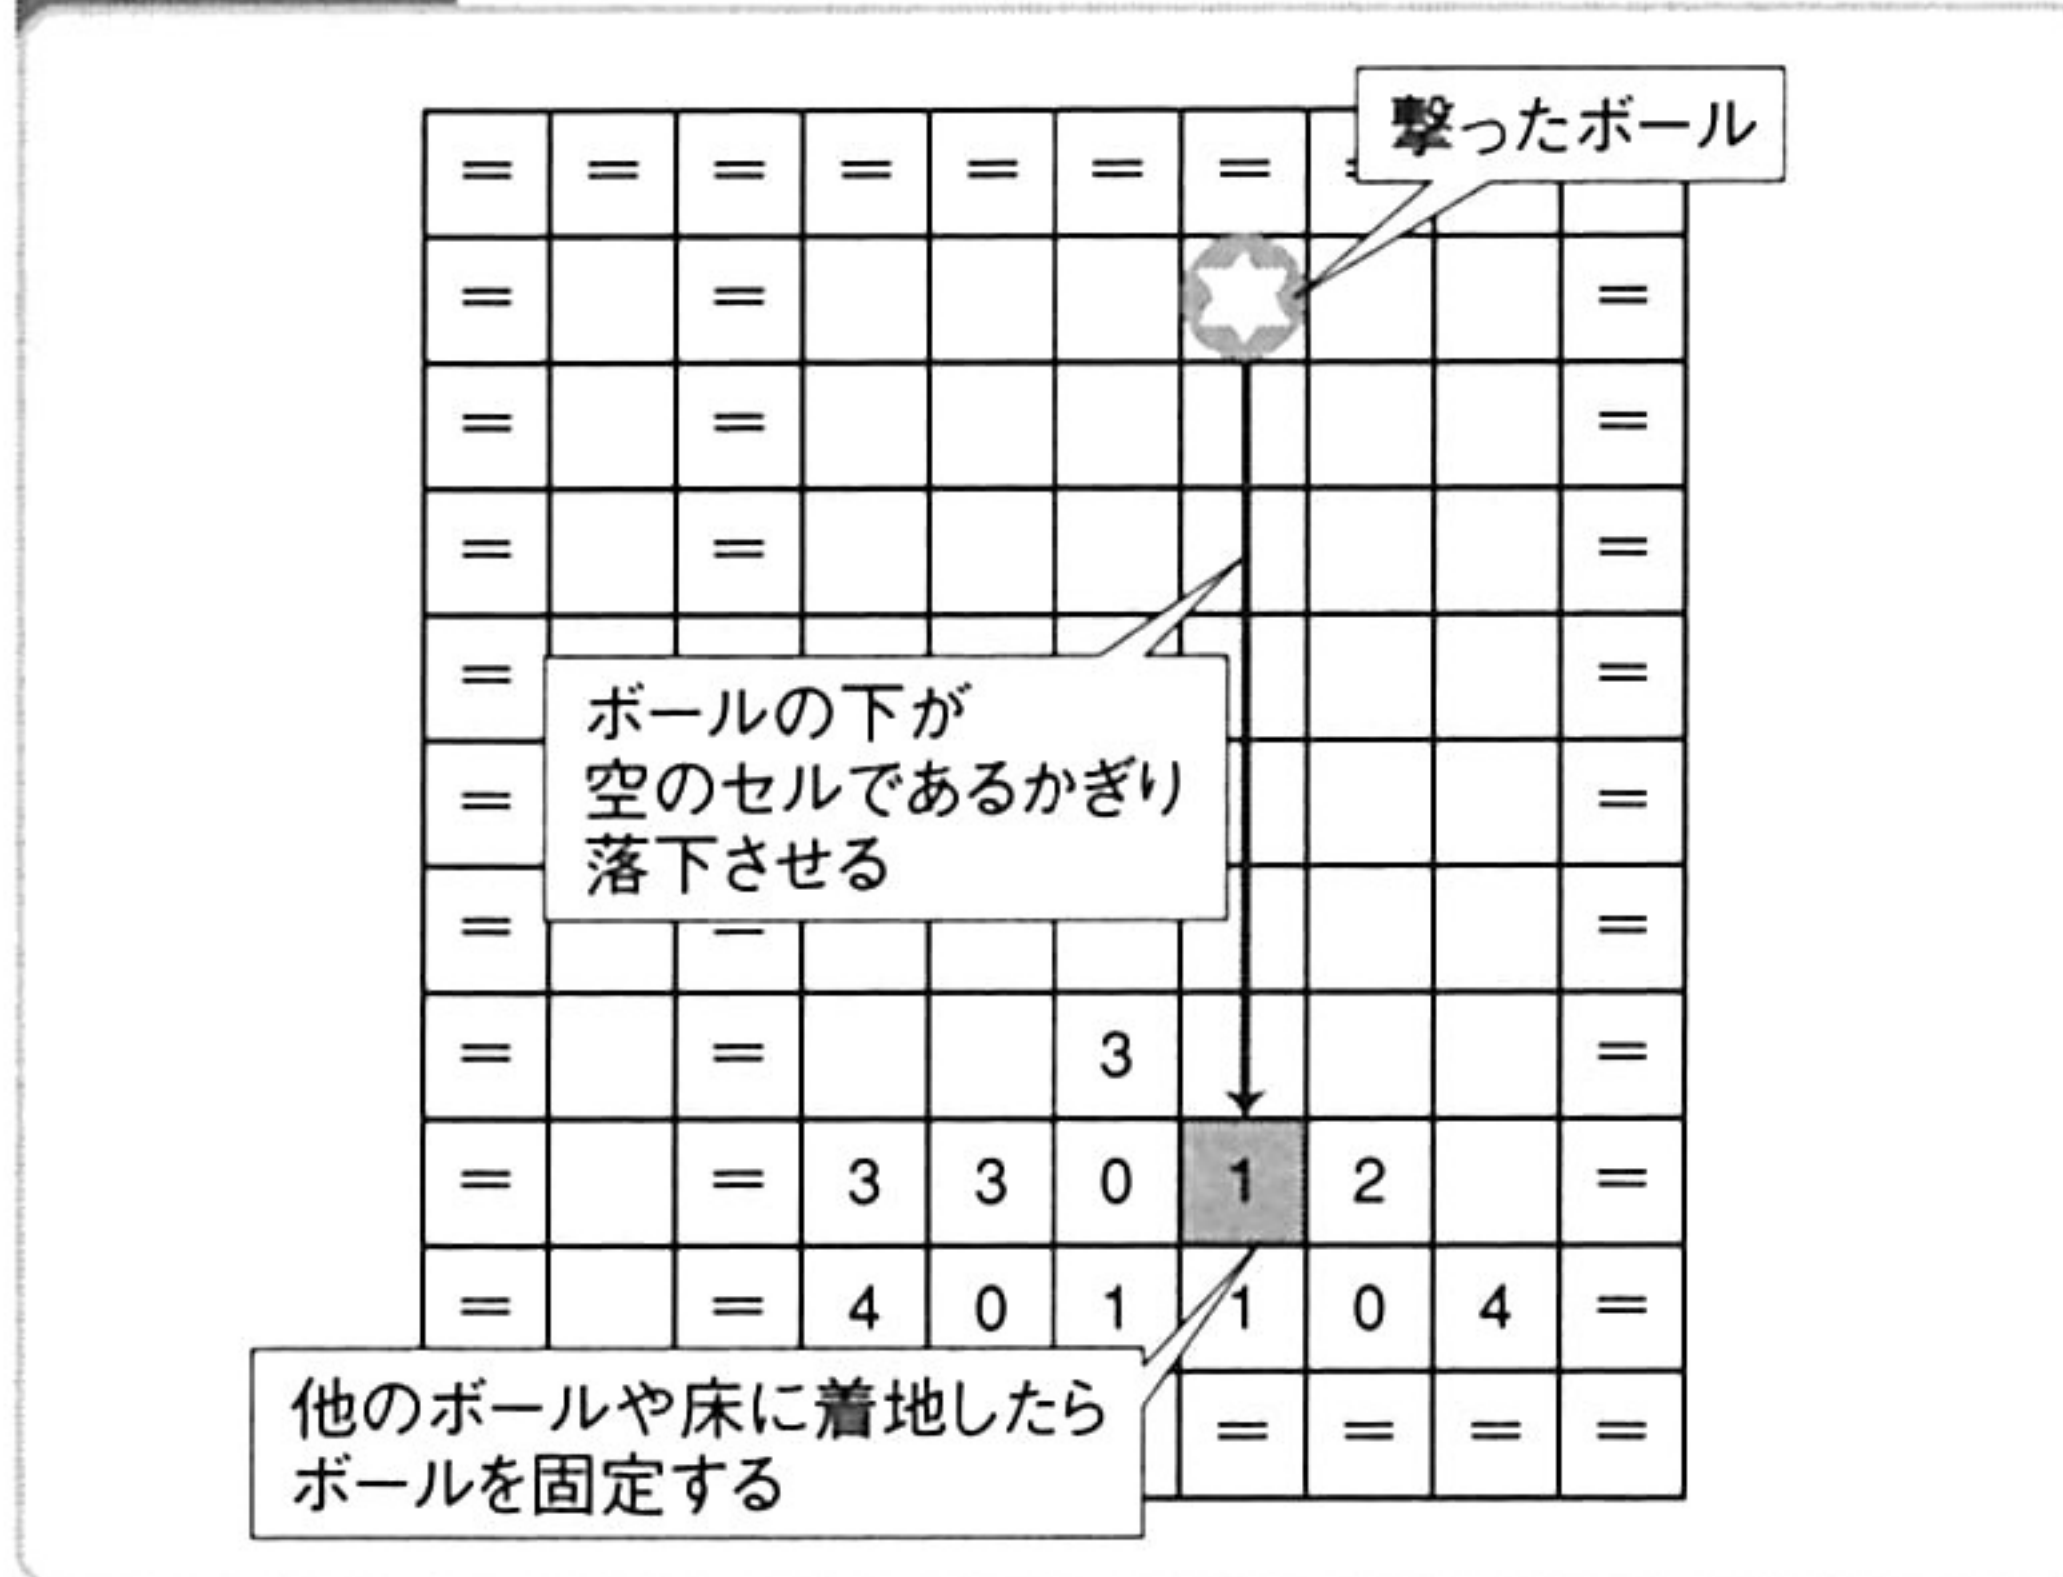 撃ったボール
= = = = = = =
= = =
= = =
= = =
= =
ボールの下が
空のセルであるかぎり
落下させる
= =
= = =
= = 3 =
= = 3 3 0 1 2 =
= = 4 0 1 1 0 4 =
他のボールや床に着地したら
ボールを固定する
= = = =